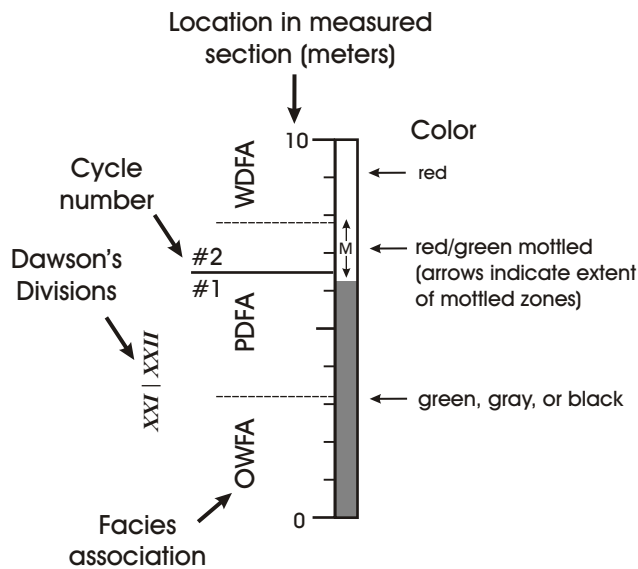 Location in measured
section (meters)
10
Color
WDFA
red
Cycle
number
M
red/green mottled
(arrows indicate extent
of mottled zones)
#2
#1
Dawson's
Divisions
PDFA
XXI | XXII
green, gray, or black
OWFA
0
Facies
association